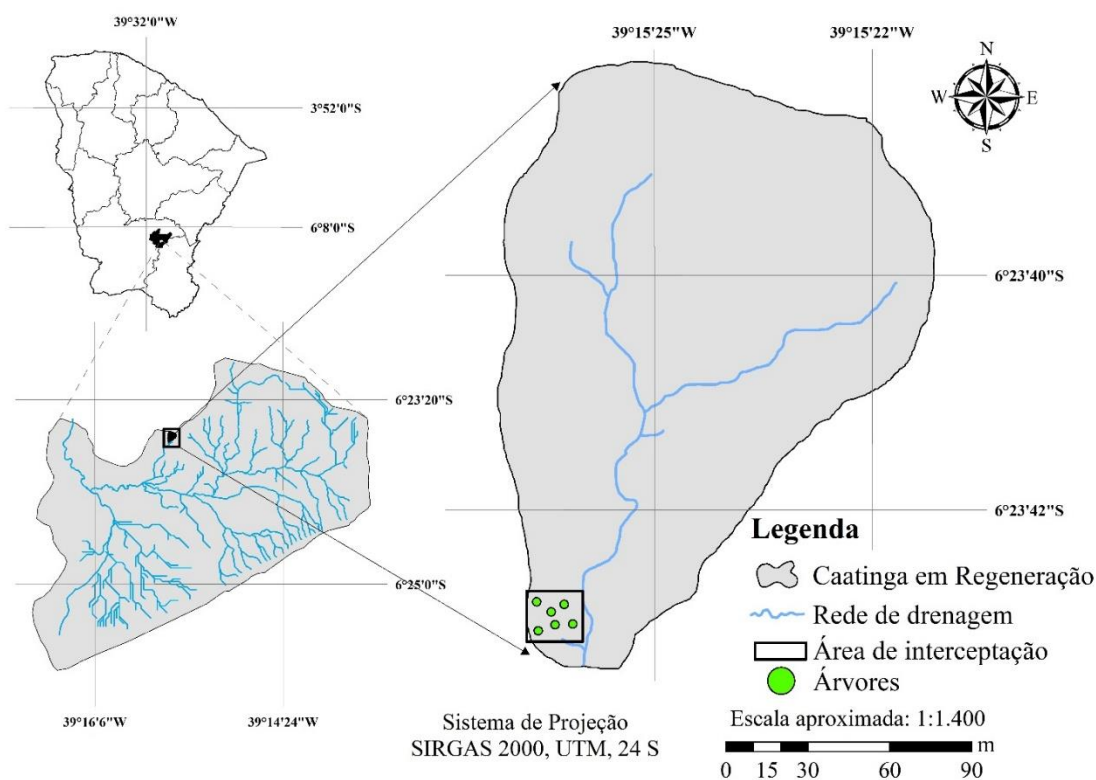 39°32'0"W
3°52'0"S
6°8'0"S
39°15'25"W
39°15'22"W
N
W
E
S
6°23'40"S
6°23'42"S
6°23'20"S
6°25'0"S
39°16'6"W
39°14'24"W
Legenda
Caatinga em Regeneração
Rede de drenagem
Área de interceptação
Árvores
Sistema de Projeção
SIRGAS 2000, UTM, 24 S
Escala aproximada: 1:1.400
m
0 15 30 60 90